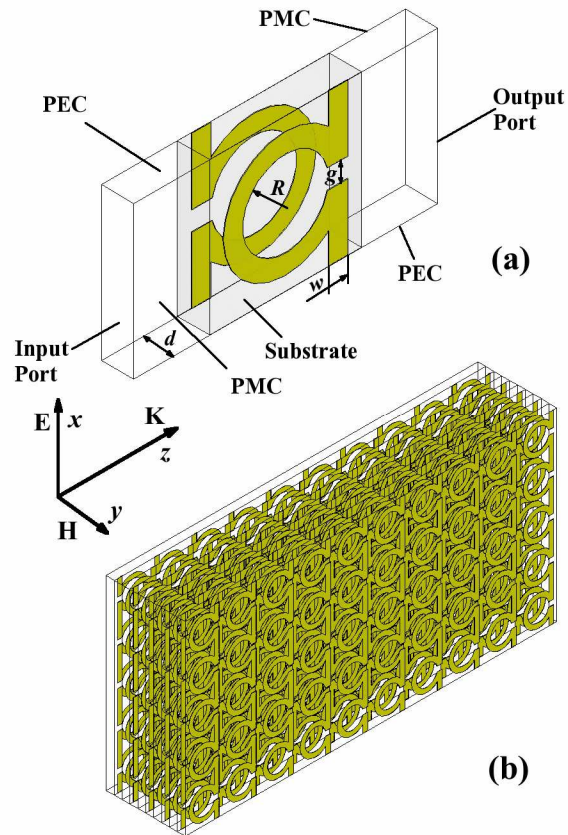 PMC
PEC
Output
Port
g
R
(a)
PEC
w
Input
Port
d
Substrate
PMC
E
x
K
z
H
y
(b)